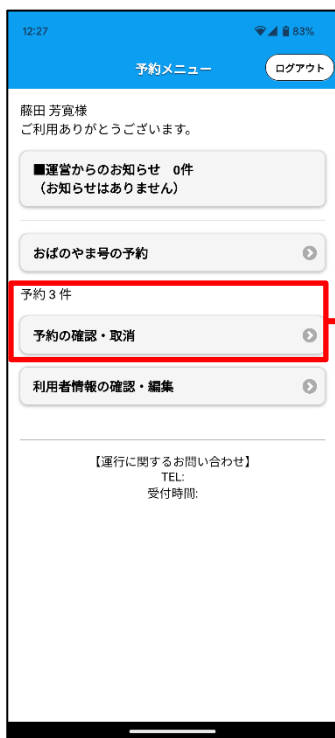 12:27 83%
予約メニュー ログアウト
藤田 芳寛様
ご利用ありがとうございます。
■運営からのお知らせ　0件
（お知らせはありません）
おばのやま号の予約
予約 3 件
予約の確認・取消
利用者情報の確認・編集
【運行に関するお問い合わせ】
TEL:
受付時間: